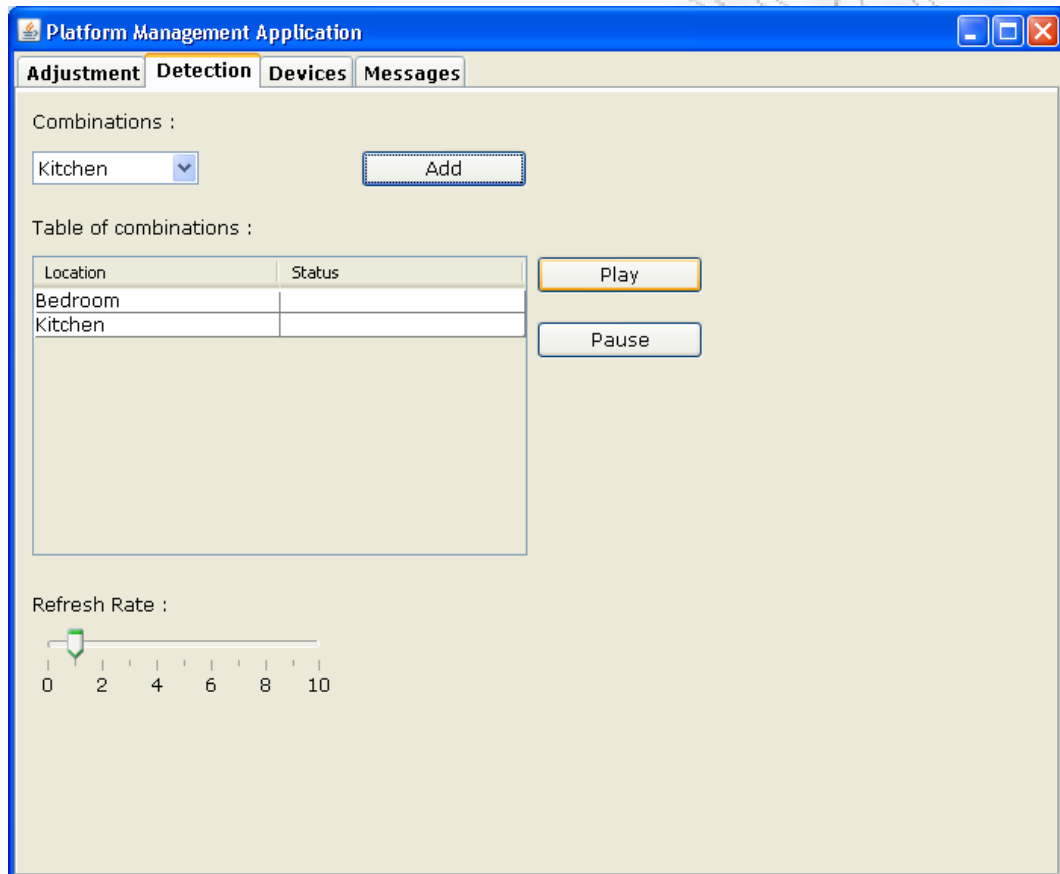 Platform Management Application
Adjustment Detection Devices Messages
Combinations :
Kitchen Add
Table of combinations :
Location Status
Play
Bedroom
Kitchen
Pause
Refresh Rate :
0 2 4 6 8 10